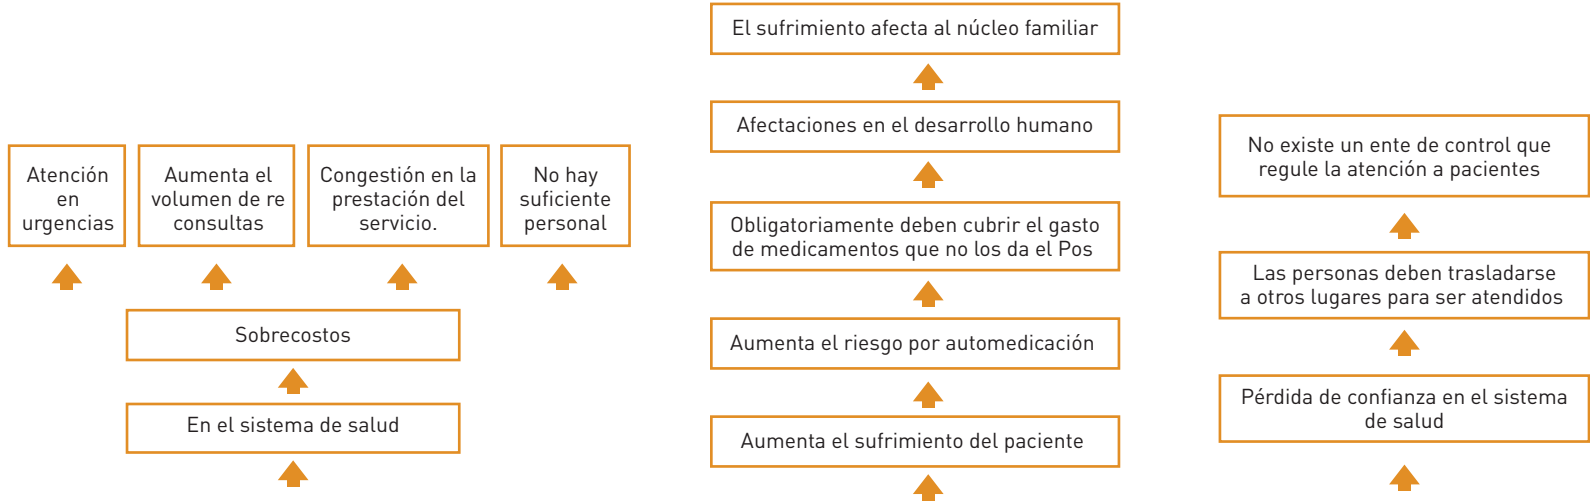 Atención
en
urgencias
Aumenta el
volumen de re
consultas
Congestión en la
prestación del
servicio.
No hay
suficiente
personal
Sobrecostos
En el sistema de salud
El sufrimiento afecta al núcleo familiar
Afectaciones en el desarrollo humano
Obligatoriamente deben cubrir el gasto
de medicamentos que no los da el Pos
Aumenta el riesgo por automedicación
Aumenta el sufrimiento del paciente
No existe un ente de control que
regule la atención a pacientes
Las personas deben trasladarse
a otros lugares para ser atendidos
Pérdida de confianza en el sistema
de salud